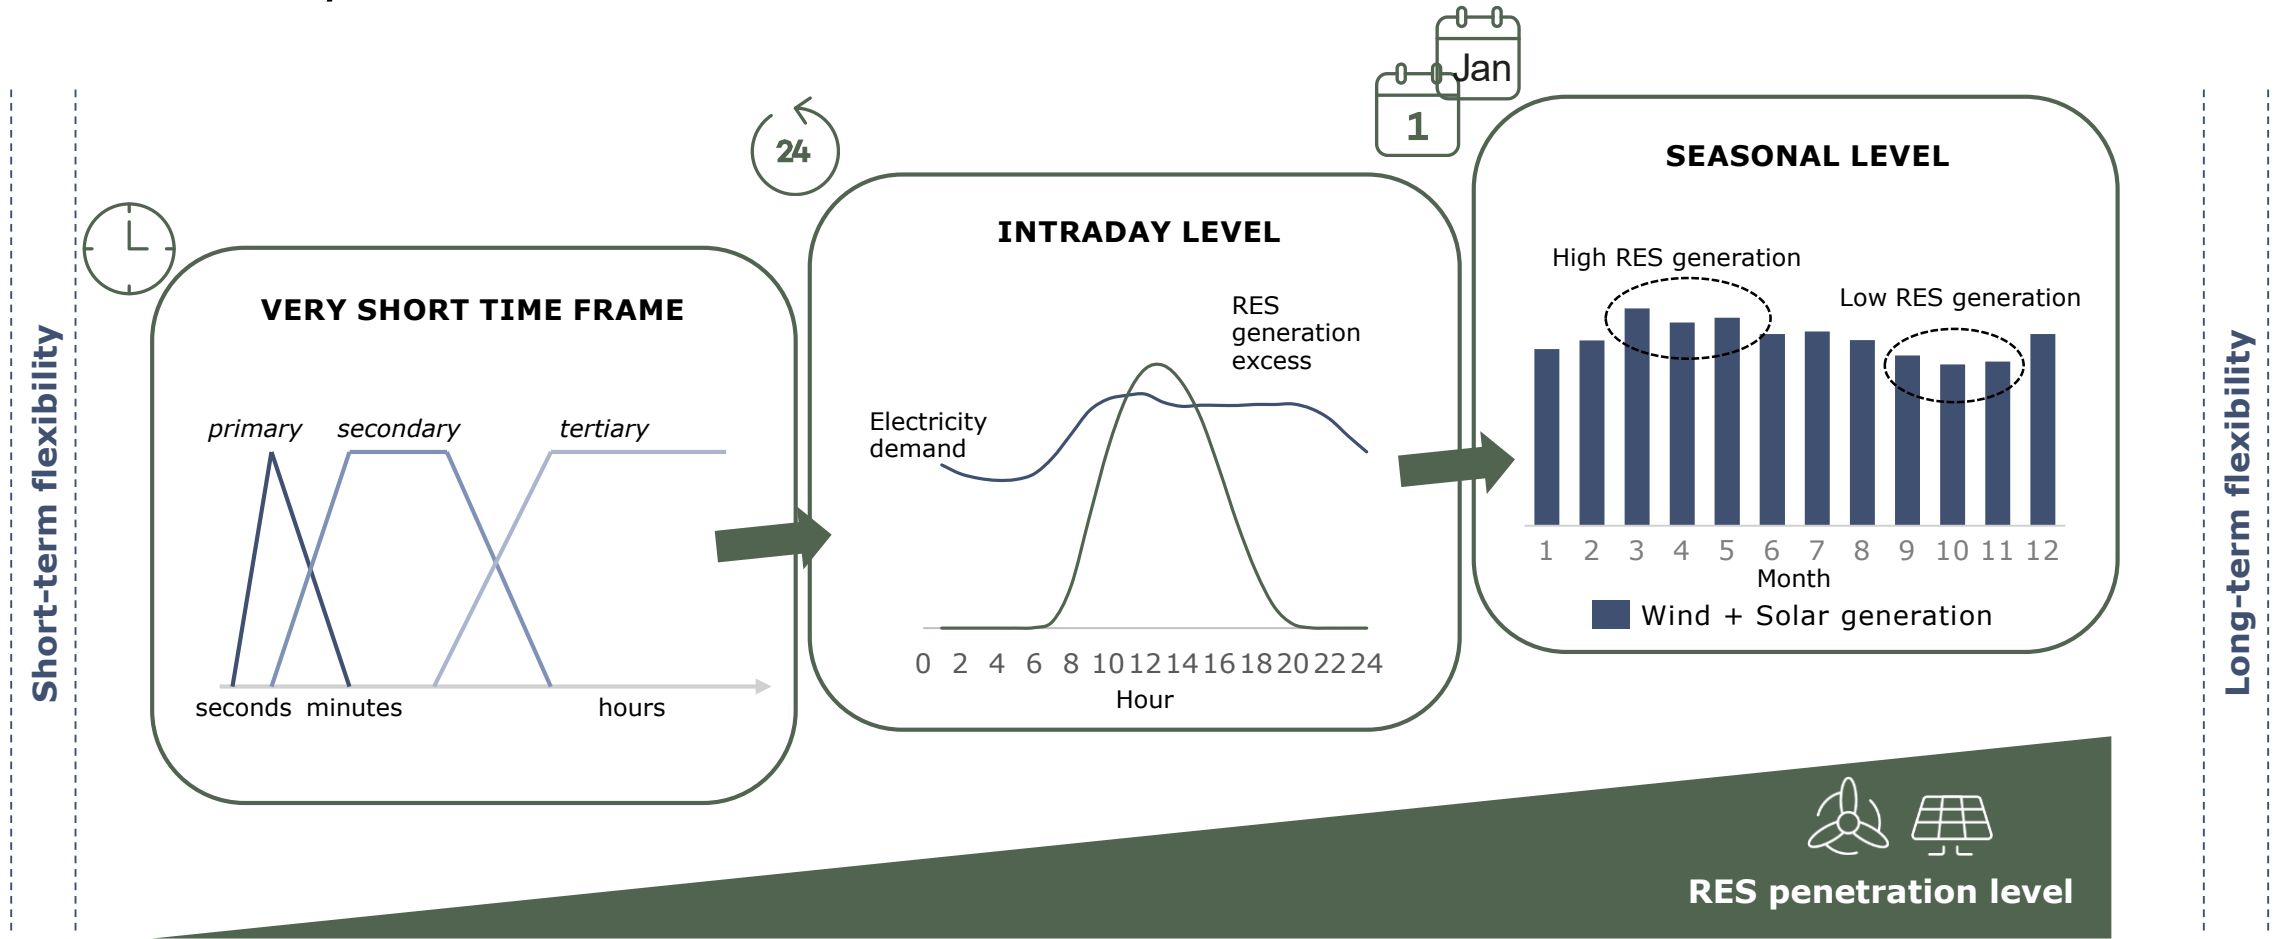 Short-term flexibility
VERY SHORT TIME FRAME
primary secondary tertiary
seconds minutes hours
24
INTRADAY LEVEL
RES
generation
excess
Electricity
demand
0 2 4 6 8 10 12 14 16 18 20 22 24
Hour
Jan
1
SEASONAL LEVEL
High RES generation
Low RES generation
1 2 3 4 5 6 7 8 9 10 11 12
Month
Wind + Solar generation
RES penetration level
Long-term flexibility